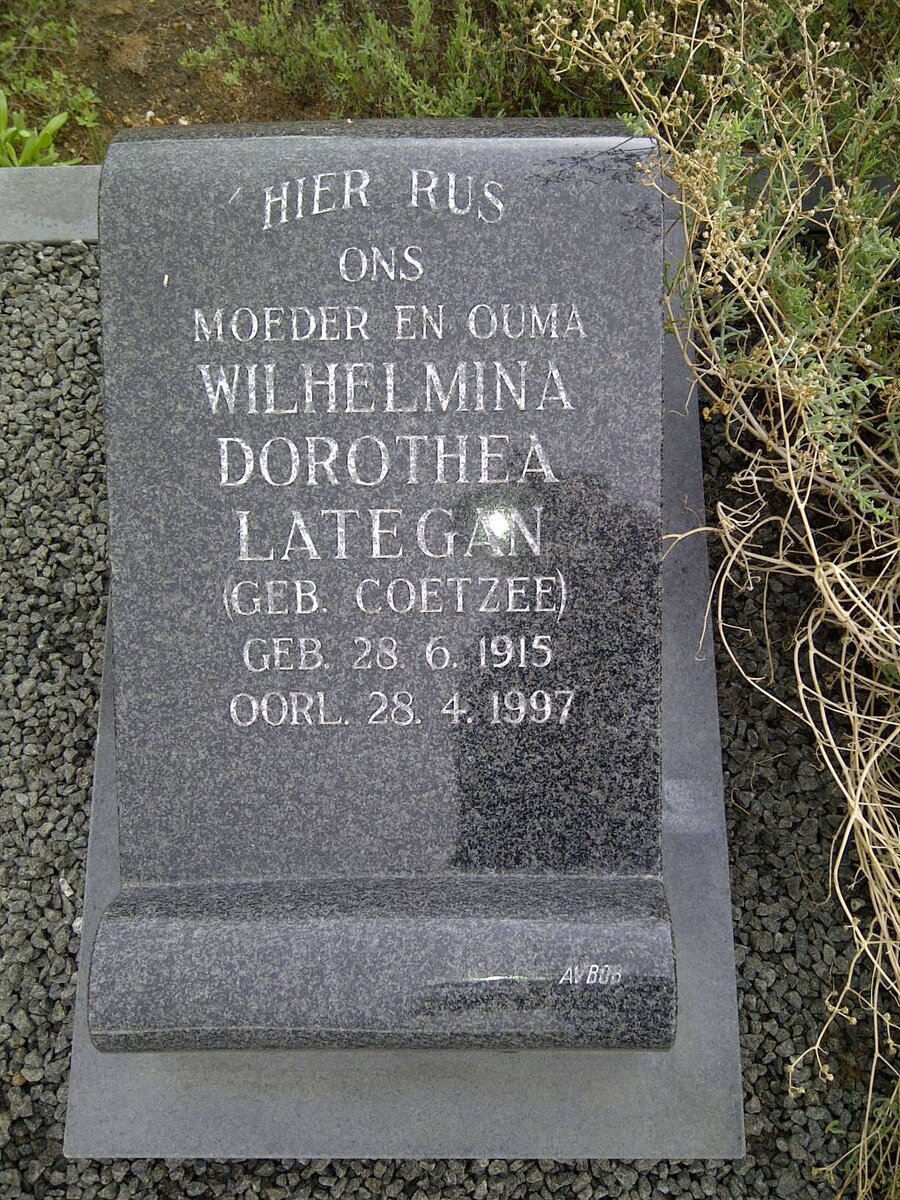 HIER RUS
ONS
MOEDER EN OUMA
WILHELMINA
DOROTHEA
LATEGAN
(GEB. COETZEE)
GEB. 28. 6. 1915
OORL. 28. 4. 1997
AVBOB